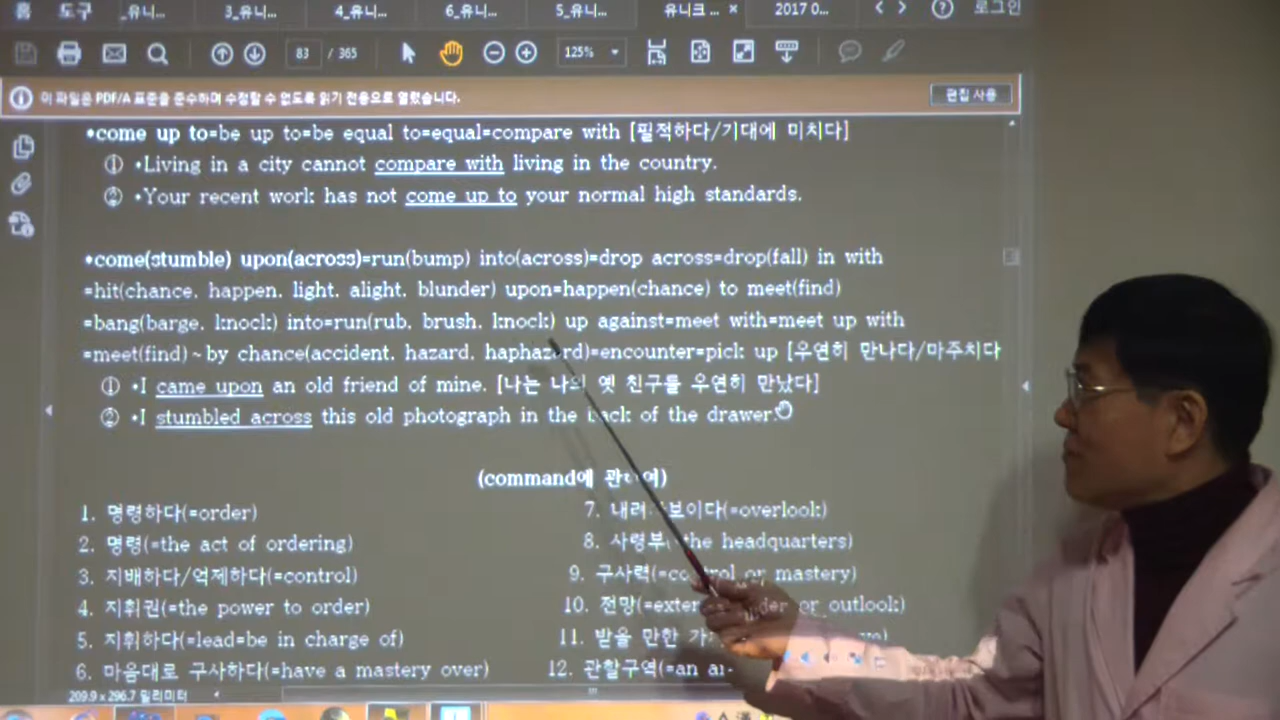 홈 도구 _유니... 3_유니... 4_유니... 6_유니... 5_유니... 유니크 ... × 2017 0... 로그인
83 / 365 125%
이 파일은 PDF/A 표준을 준수하며 수정할 수 없도록 읽기 전용으로 열렸습니다. 편집 사용
•come up to=be up to=be equal to=equal=compare with [필적하다/기대에 미치다]
① •Living in a city cannot compare with living in the country.
② •Your recent work has not come up to your normal high standards.
•come(stumble) upon(across)=run(bump) into(across)=drop across=drop(fall) in with
=hit(chance, happen, light, alight, blunder) upon=happen(chance) to meet(find)
=bang(barge, knock) into=run(rub, brush, knock) up against=meet with=meet up with
=meet(find)~by chance(accident, hazard, haphazard)=encounter=pick up [우연히 만나다/마주치다
① •I came upon an old friend of mine. [나는 나의 옛 친구들 우연히 만났다]
② •I stumbled across this old photograph in the back of the drawer.
(command에 관하여)
1. 명령하다(=order)
2. 명령(=the act of ordering)
3. 지배하다/억제하다(=control)
4. 지휘권(=the power to order)
5. 지휘하다(=lead=be in charge of)
6. 마음대로 구사하다(=have a mastery over)
7. 내려 보이다(=overlook)
8. 사령부(=the headquarters)
9. 구사력(=control or mastery)
10. 전망(= or outlook)
11. 받을 만한
12. 관할구역(=an
209.9 x 296.7 밀리미터